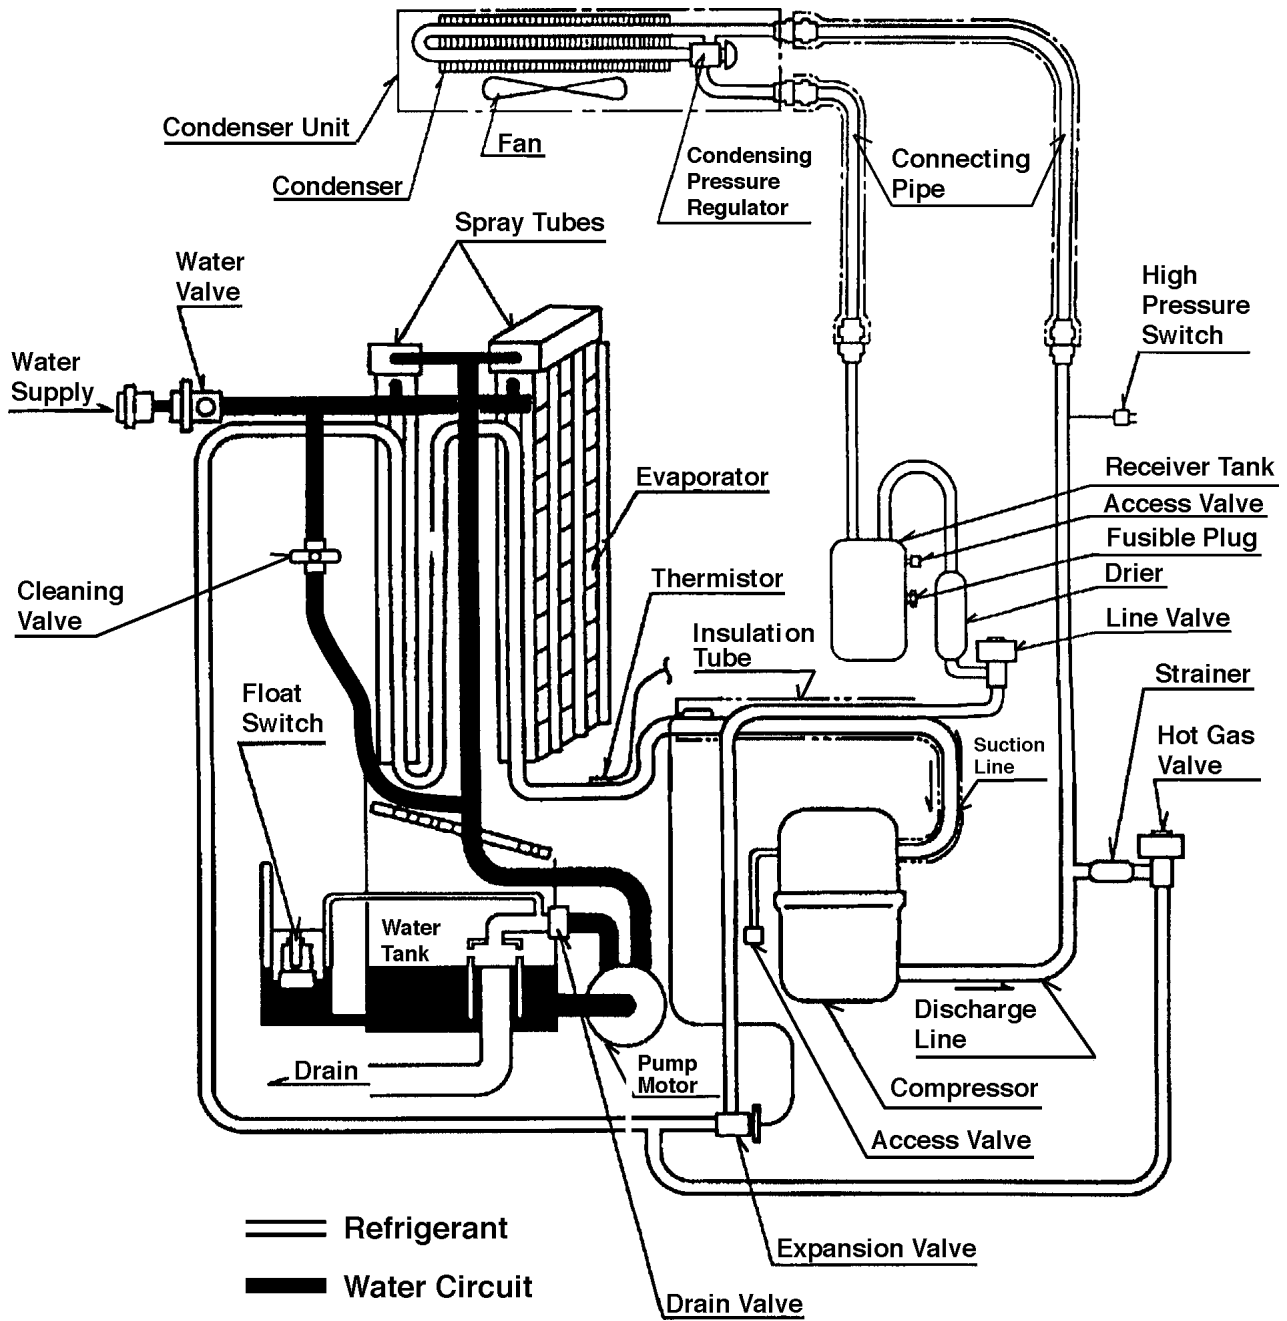 Condenser Unit
Fan
Condenser
Condensing
Pressure
Regulator
Connecting
Pipe
Spray Tubes
Water
Valve
High
Pressure
Switch
Water
Supply
Evaporator
Receiver Tank
Access Valve
Fusible Plug
Drier
Line Valve
Thermistor
Cleaning
Valve
Insulation
Tube
Strainer
Float
Switch
Suction
Line
Hot Gas
Valve
Water
Tank
Discharge
Line
Drain
Pump
Motor
Compressor
Access Valve
Refrigerant
Expansion Valve
Water Circuit
Drain Valve